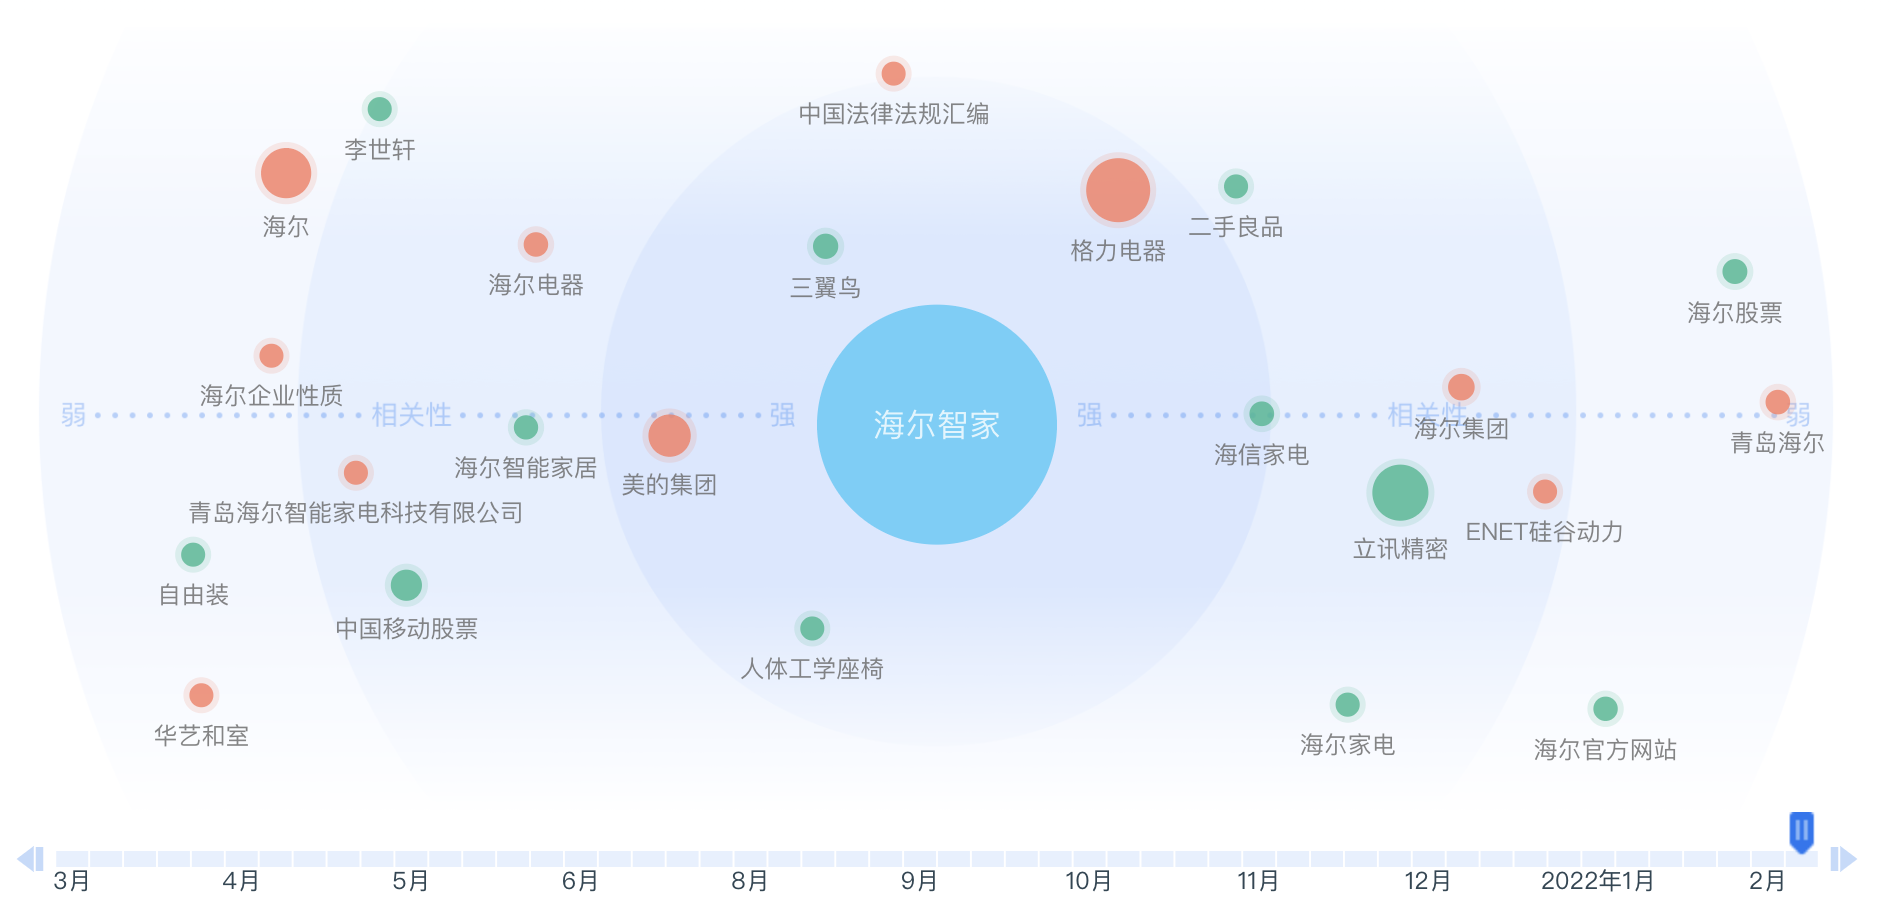 中国法律法规汇编
李世轩
海尔
二手良品
格力电器
海尔电器
三翼鸟
海尔股票
海尔企业性质
弱
相关性
强
海尔智家
强
相关性
弱
海尔集团
青岛海尔
海信家电
海尔智能家居
美的集团
青岛海尔智能家电科技有限公司
ENET硅谷动力
立讯精密
自由装
中国移动股票
人体工学座椅
华艺和室
海尔家电
海尔官方网站
3月
4月
5月
6月
8月
9月
10月
11月
12月
2022年1月
2月